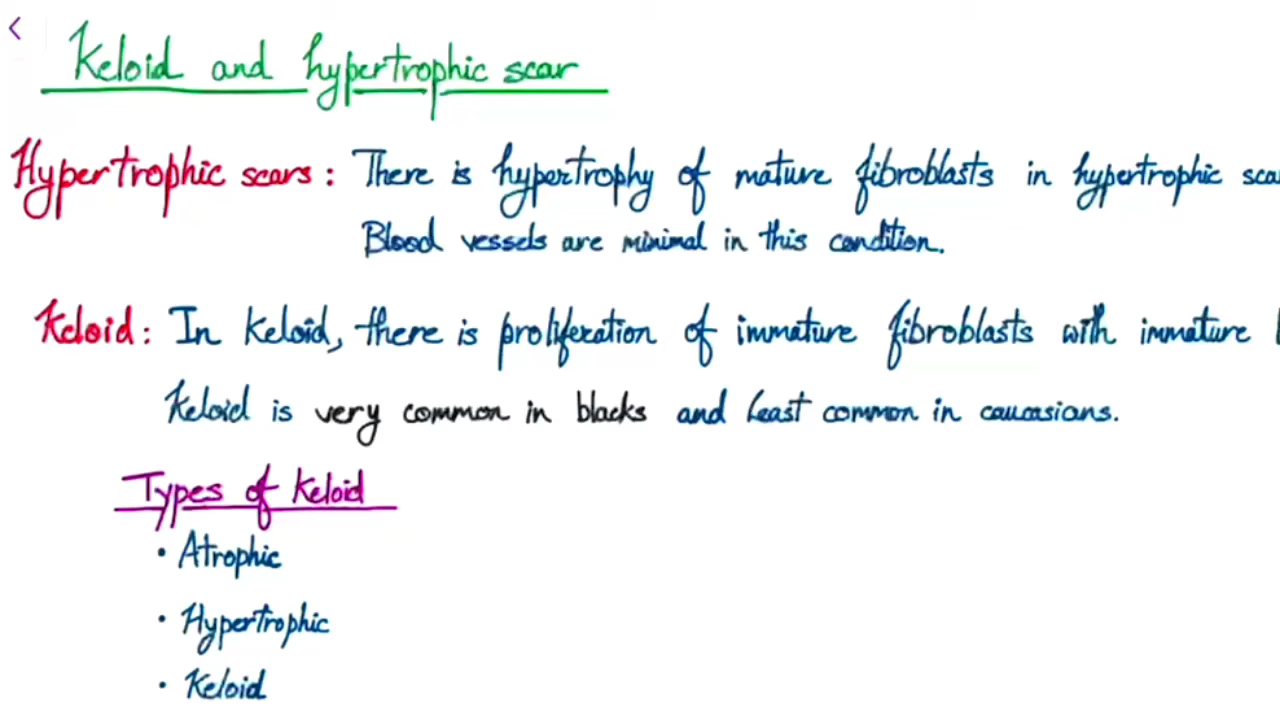 Keloid and hypertrophic scar
Hypertrophic scars: There is hypertrophy of mature fibroblasts in hypertrophic
Blood vessels are minimal in this condition.
Keloid: In Keloid, there is proliferation of immature fibroblasts with immature
Keloid is very common in blacks and least common in caucasians.
Types of Keloid
• Atrophic
• Hypertrophic
• Keloid